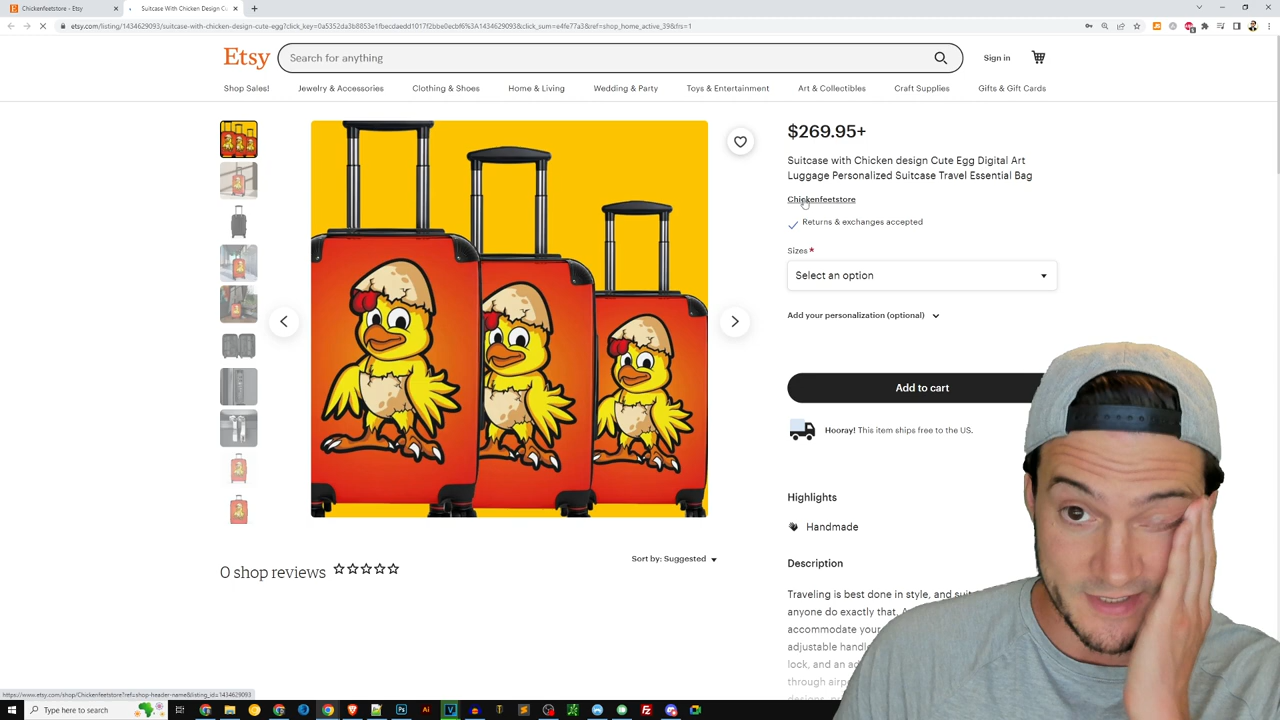 Chickenfeetstore
Suitcase With Chicken Design C
etsy.com/listing/1434629093/suitcase-with-chicken-design-cute-egg?click_key=0a5352da3b8853e1fbecdaedd1017f2bbe0ecbf6%3A1434629093&click_sum=e4fe77a3&ref=shop_home_active_39&frs=1
Etsy
Search for anything
Sign in
Shop Sales!
Jewelry & Accessories
Clothing & Shoes
Home & Living
Wedding & Party
Toys & Entertainment
Art & Collectibles
Craft Supplies
Gifts & Gift Cards
$269.95+
Suitcase with Chicken design Cute Egg Digital Art
Luggage Personalized Suitcase Travel Essential Bag
Chickenfeetstore
Returns & exchanges accepted
Sizes *
Select an option
Add your personalization (optional)
Add to cart
Hooray! This item ships free to the US.
Highlights
Handmade
Description
Traveling is best done in style, and
anyone do exactly that.
accommodate your
adjustable handle
lock, and an
through
0 shop reviews
Sort by: Suggested
https://www.etsy.com/shop/Chickenfeetstore?ref=shop-header-name&listing_id=1434629093
Type here to search